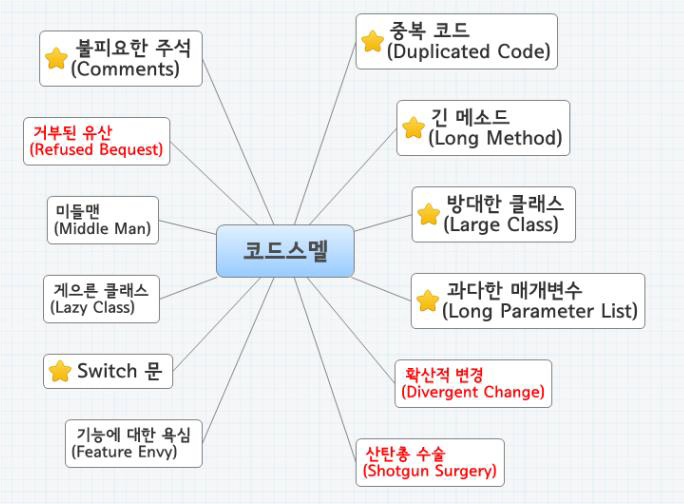 불피요한 주석
(Comments)
중복 코드
(Duplicated Code)
거부된 유산
(Refused Bequest)
긴 메소드
(Long Method)
미들맨
(Middle Man)
방대한 클래스
(Large Class)
코드스멜
게으른 클래스
(Lazy Class)
과다한 매개변수
(Long Parameter List)
Switch 문
확산적 변경
(Divergent Change)
기능에 대한 욕심
(Feature Envy)
산탄총 수술
(Shotgun Surgery)